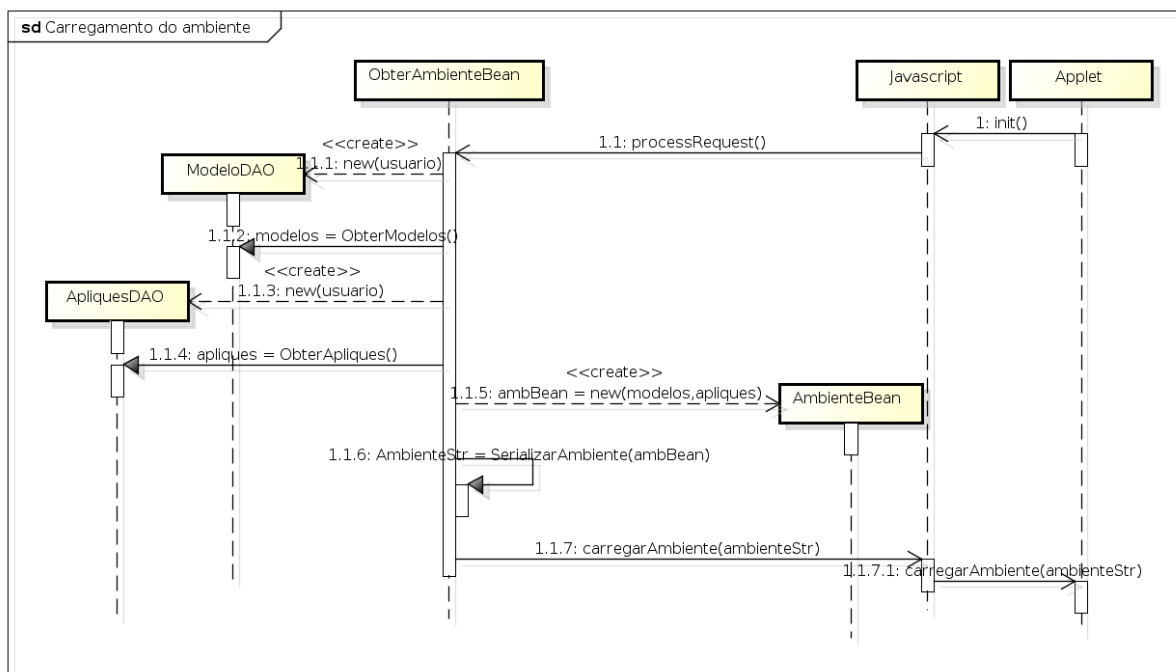 sd Carregamento do ambiente
ObterAmbienteBean
Javascript
Applet
1: init()
1.1: processRequest()
<<create>>
1.1.1: new(usuario)
ModeloDAO
1.1.2: modelos = ObterModelos()
<<create>>
1.1.3: new(usuario)
ApliquesDAO
1.1.4: apliques = ObterApliques()
<<create>>
1.1.5: ambBean = new(modelos,apliques)
AmbienteBean
1.1.6: AmbienteStr = SerializarAmbiente(ambBean)
1.1.7: carregarAmbiente(ambienteStr)
1.1.7.1: carregarAmbiente(ambienteStr)